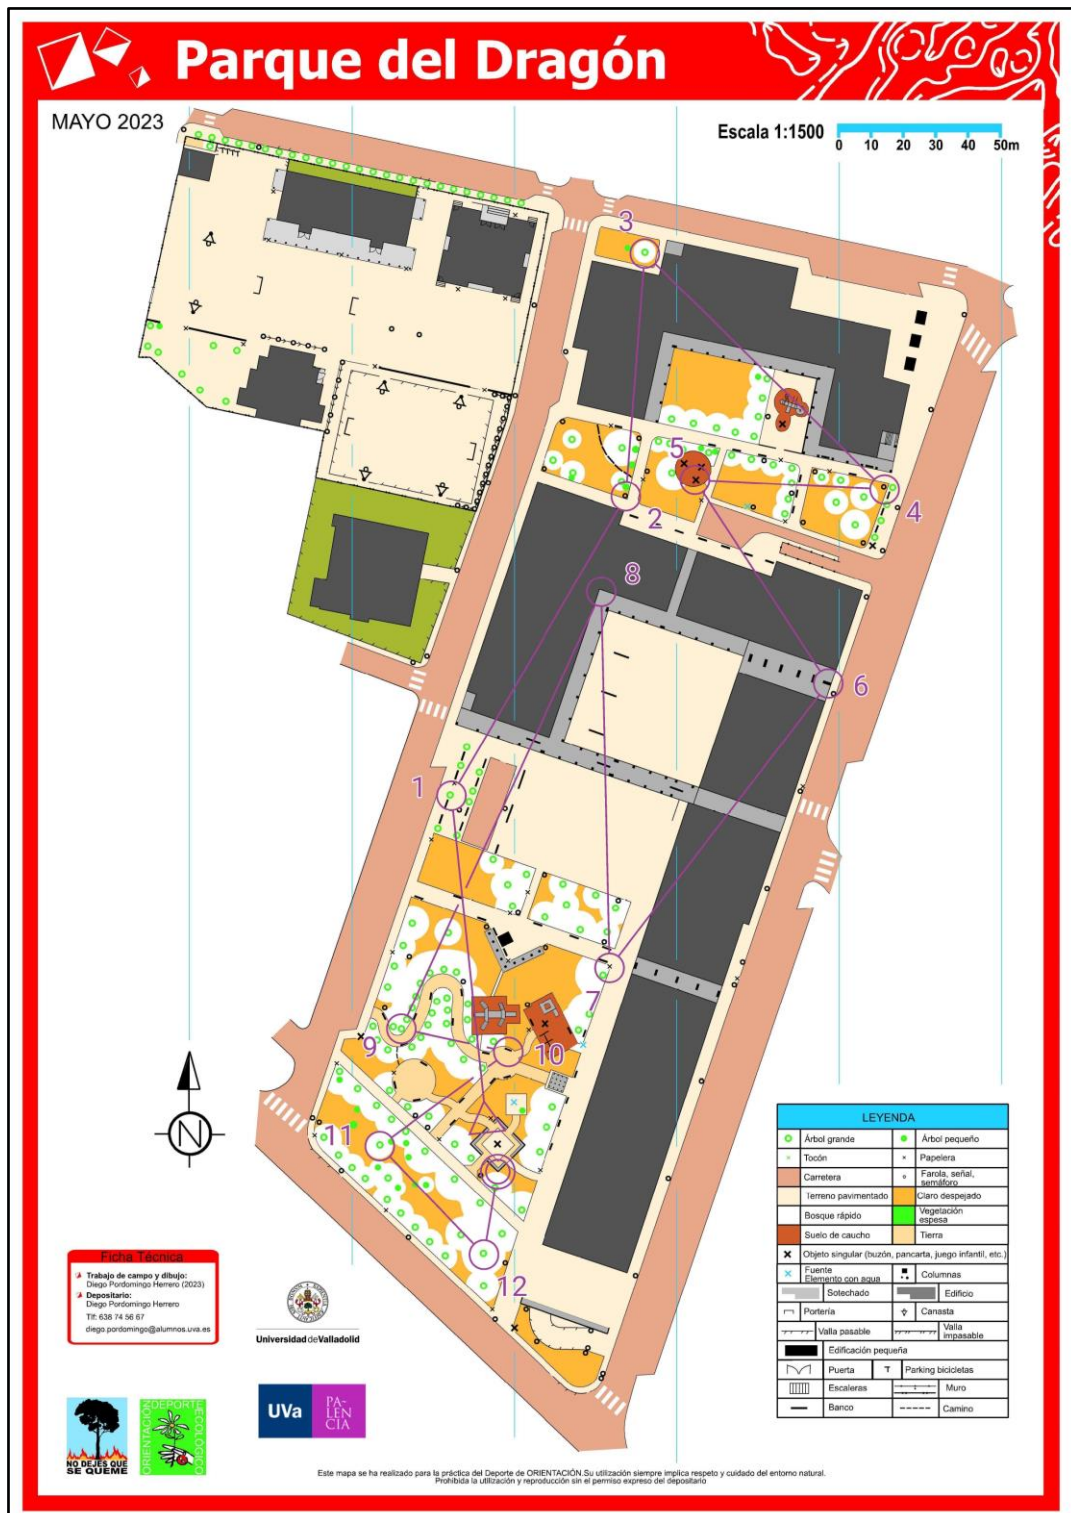 Parque del Dragón
MAYO 2023
Escala 1:1500
0 10 20 30 40 50m
3
5
4
2
8
6
1
7
9
10
11
12
N
LEYENDA
Árbol grande
Árbol pequeño
Tocón
Papelera
Carretera
Farola, señal,
semáforo
Terreno pavimentado
Claro despejado
Bosque rápido
Vegetación
espesa
Suelo de caucho
Tierra
Objeto singular (buzón, pancarta, juego infantil, etc.)
Fuente
Elemento con agua
Columnas
Sotechado
Edificio
Portería
Canasta
Valla pasable
Valla
impasable
Edificación pequeña
Puerta
Parking bicicletas
Escaleras
Muro
Banco
Camino
Ficha Técnica
Trabajo de campo y dibujo:
Diego Pordomingo Herrero (2023)
Depositario:
Diego Pordomingo Herrero
Tlf: 638 74 56 67
diego.pordomingo@alumnos.uva.es
Universidad de Valladolid
NO DEJES QUE
SE QUEME
ORIENTACIÓN DEPORTE ECOLÓGICO
UVa
PA-
LEN
CIA
Este mapa se ha realizado para la práctica del Deporte de ORIENTACIÓN.Su utilización siempre implica respeto y cuidado del entorno natural.
Prohibida la utilización y reproducción sin el permiso expreso del depositario